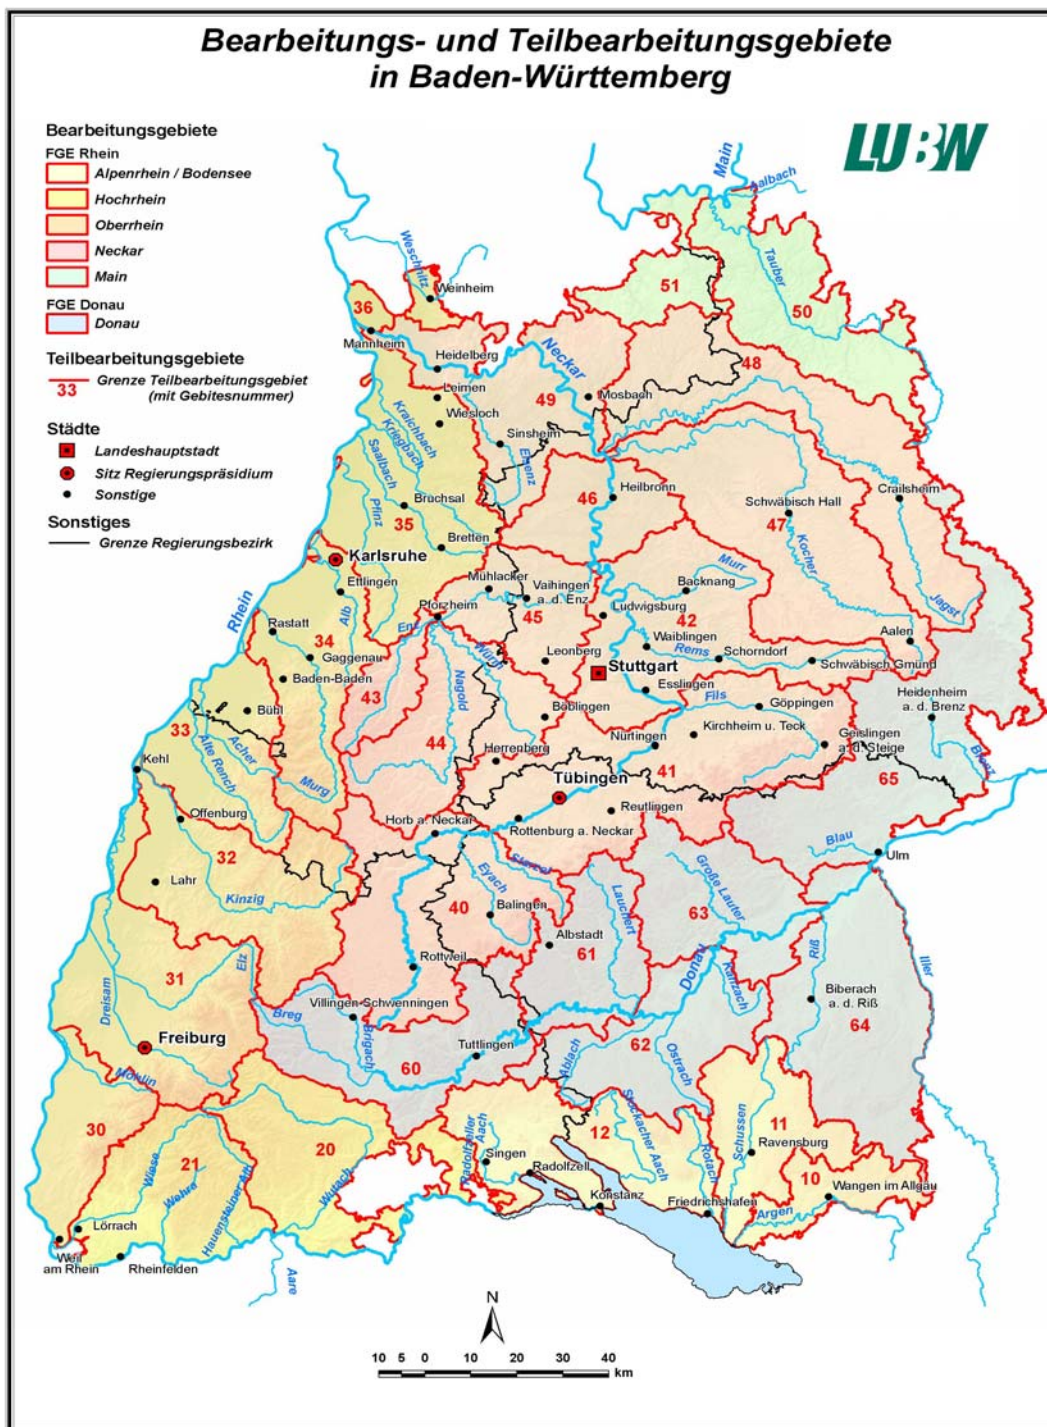 Bearbeitungs- und Teilbearbeitungsgebiete
in Baden-Württemberg
LUBW
Bearbeitungsgebiete
FGE Rhein
Alpenrhein / Bodensee
Hochrhein
Oberrhein
Neckar
Main
FGE Donau
Donau
Teilbearbeitungsgebiete
33 Grenze Teilbearbeitungsgebiet
(mit Gebitesnummer)
Städte
Landeshauptstadt
Sitz Regierungspräsidium
Sonstige
Sonstiges
Grenze Regierungsbezirk
Main
Aalbach
Tauber
Weschnitz
Weinheim
51
50
36
Mannheim
Heidelberg
Neckar
48
Leimen
Wiesloch
49
Mosbach
Kraichbach
Kriegbach
Saalbach
Sinsheim
Elsenz
Pfinz
Bruchsal
35
46
Heilbronn
Schwäbisch Hall
47
Crailsheim
Bretten
Karlsruhe
Kocher
Jagst
Ettlingen
Alb
Mühlacker
Vaihingen
a. d. Enz
Murr
Backnang
Rhein
Pforzheim
Enz
45
Ludwigsburg
42
Rastatt
34
Gaggenau
Würm
Leonberg
Waiblingen
Rems
Schorndorf
Aalen
Schwäbisch Gmünd
Stuttgart
Baden-Baden
43
Nagold
Esslingen
Fils
Göppingen
Heidenheim
a. d. Brenz
Bühl
33
Acher
Alte Rench
Böblingen
Kirchheim u. Teck
44
Herrenberg
Nürtingen
Geislingen
a. d. Steige
Brenz
Kehl
Murg
Tübingen
41
65
Offenburg
Horb a. Neckar
Rottenburg a. Neckar
Reutlingen
32
Blau
Ulm
Lahr
Kinzig
Eyach
Starzel
Lauchert
Große Lauter
40
Balingen
63
Albstadt
61
Donau
Riß
Iller
Elz
Rottweil
31
Kanzach
Dreisam
Villingen-Schwenningen
Breg
Brigach
Biberach
a. d. Riß
64
Freiburg
Tuttlingen
60
62
Ablach
Ostrach
Möhlin
30
20
21
12
Stockacher Aach
11
Schussen
Ravensburg
Radolfzeller
Aach
Singen
Radolfzell
Rotach
Wiese
Wehra
Hauensteiner Alb
Wutach
10
Wangen im Allgäu
Konstanz
Friedrichshafen
Argen
Lörrach
Weil
am Rhein
Rheinfelden
Aare
N
10 5 0 10 20 30 40
km